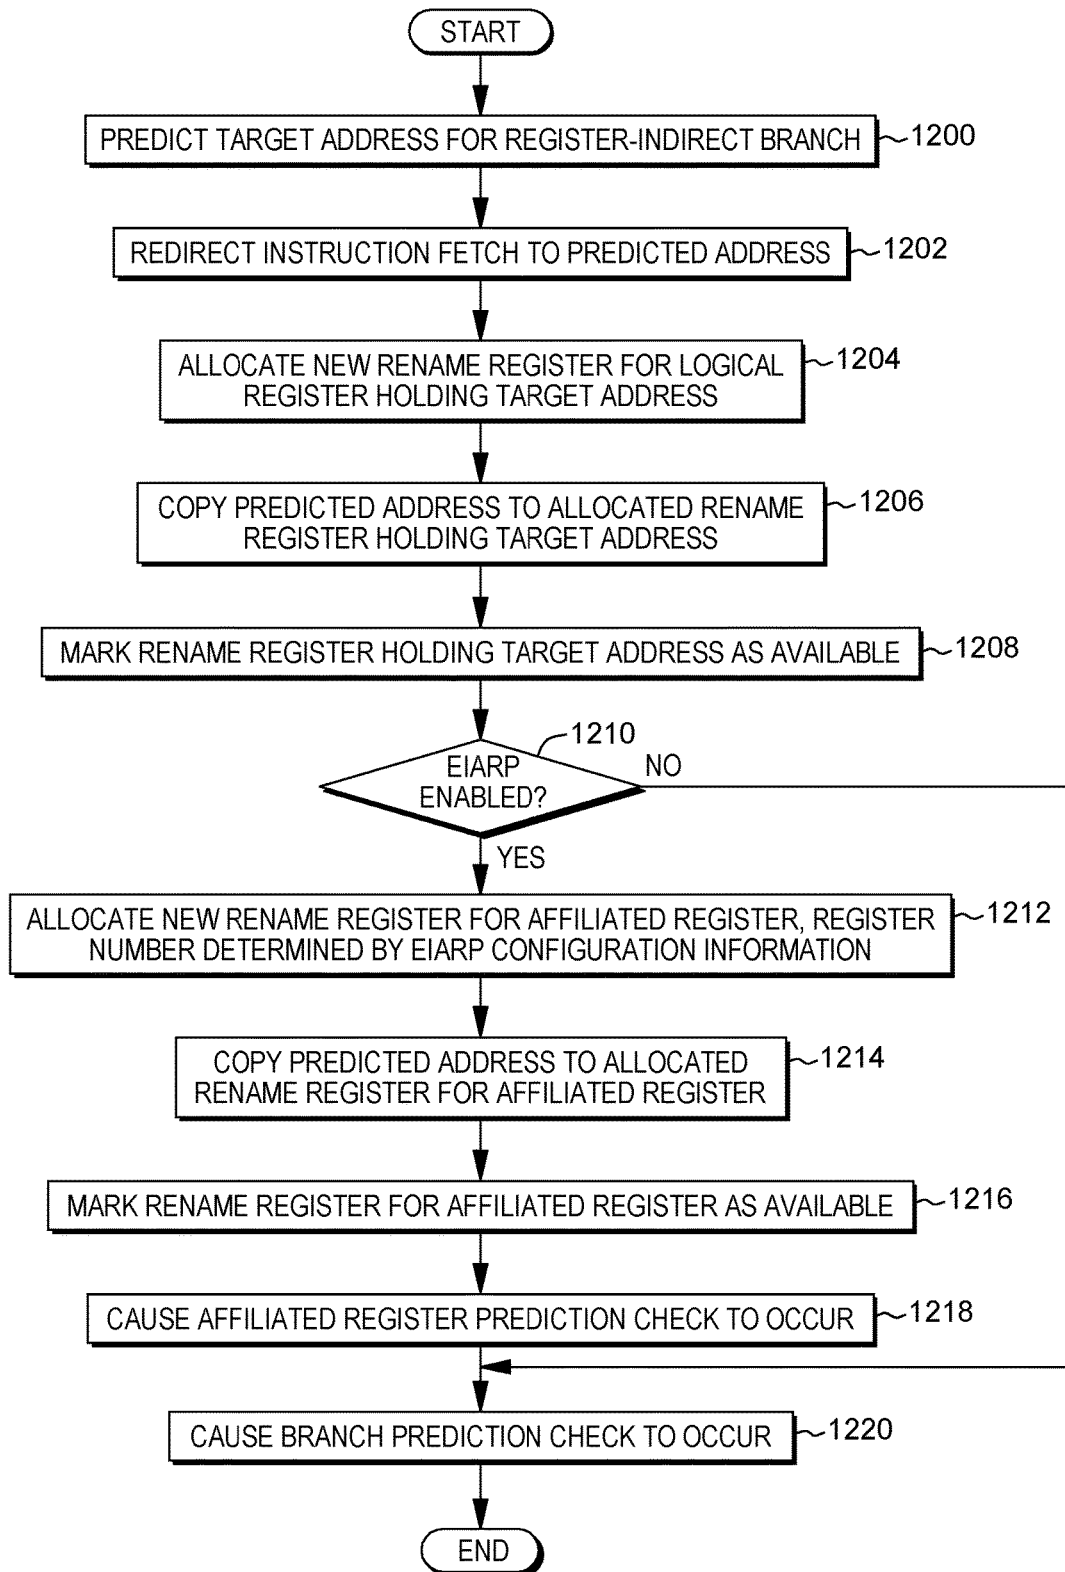 START
PREDICT TARGET ADDRESS FOR REGISTER-INDIRECT BRANCH
1200
REDIRECT INSTRUCTION FETCH TO PREDICTED ADDRESS
1202
ALLOCATE NEW RENAME REGISTER FOR LOGICAL
REGISTER HOLDING TARGET ADDRESS
1204
COPY PREDICTED ADDRESS TO ALLOCATED RENAME
REGISTER HOLDING TARGET ADDRESS
1206
MARK RENAME REGISTER HOLDING TARGET ADDRESS AS AVAILABLE
1208
1210
EIARP
ENABLED?
NO
YES
ALLOCATE NEW RENAME REGISTER FOR AFFILIATED REGISTER, REGISTER
NUMBER DETERMINED BY EIARP CONFIGURATION INFORMATION
1212
COPY PREDICTED ADDRESS TO ALLOCATED
RENAME REGISTER FOR AFFILIATED REGISTER
1214
MARK RENAME REGISTER FOR AFFILIATED REGISTER AS AVAILABLE
1216
CAUSE AFFILIATED REGISTER PREDICTION CHECK TO OCCUR
1218
CAUSE BRANCH PREDICTION CHECK TO OCCUR
1220
END